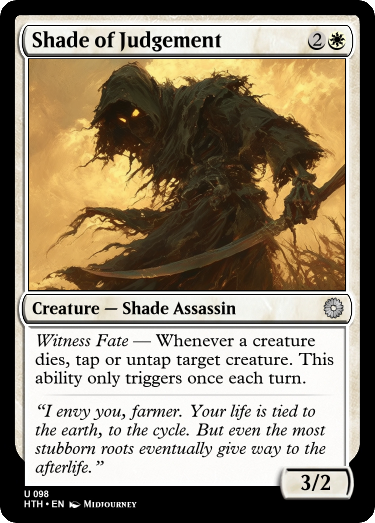 Shade of Judgement 2
Creature — Shade Assassin
Witness Fate — Whenever a creature
dies, tap or untap target creature. This
ability only triggers once each turn.
“I envy you, farmer. Your life is tied to
the earth, to the cycle. But even the most
stubborn roots eventually give way to the
afterlife.”
3/2
U 098
HTH • EN Midjourney